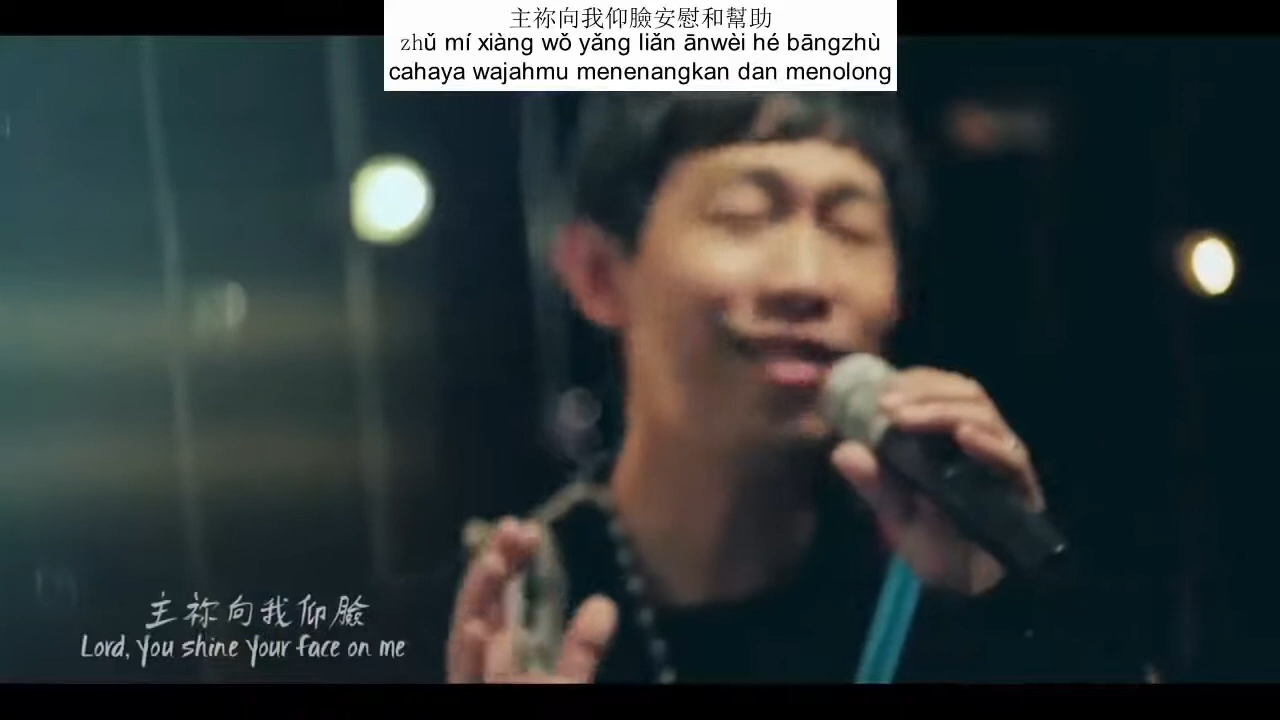 主祢向我仰臉安慰和幫助
zhǔ mí xiàng wǒ yǎng liǎn ānwèi hé bāngzhù
cahaya wajahmu menenangkan dan menolong
主祢向我仰臉
Lord, You shine Your face on me